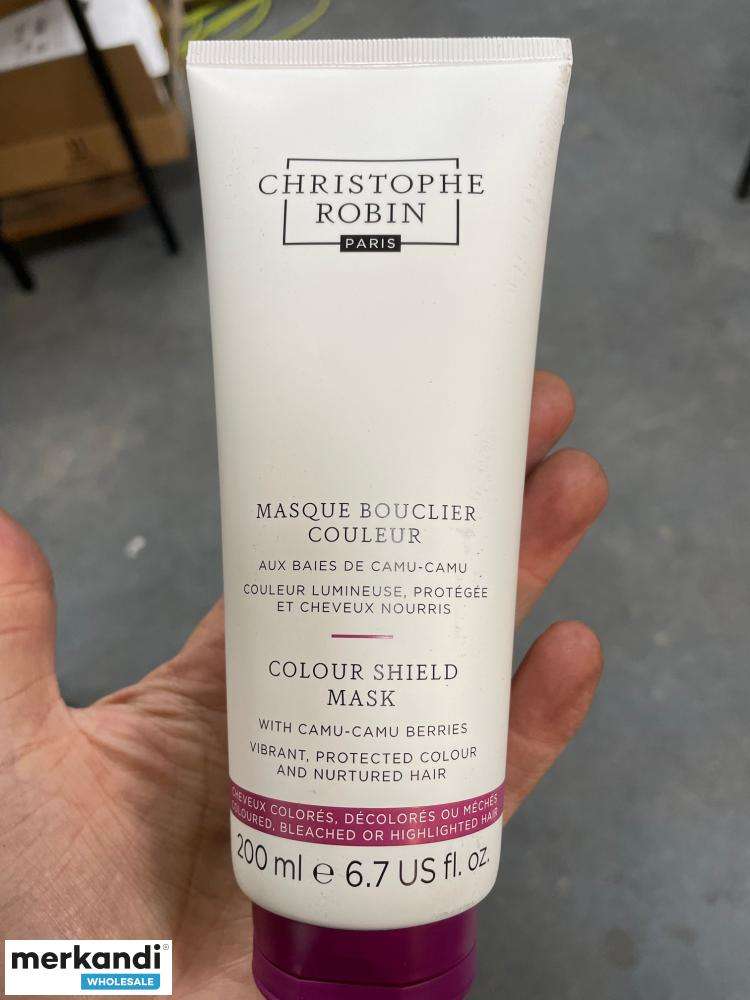 CHRISTOPHE
ROBIN
PARIS
MASQUE BOUCLIER
COULEUR
AUX BAIES DE CAMU-CAMU
COULEUR LUMINEUSE, PROTÉGÉE
ET CHEVEUX NOURRIS
COLOUR SHIELD
MASK
WITH CAMU-CAMU BERRIES
VIBRANT, PROTECTED COLOUR
AND NURTURED HAIR
CHEVEUX COLORÉS, DÉCOLORÉS OU MÉCHÉS
COLOURED, BLEACHED OR HIGHLIGHTED HAIR
200 ml ℮ 6.7 US fl. oz.
merkandi®
WHOLESALE